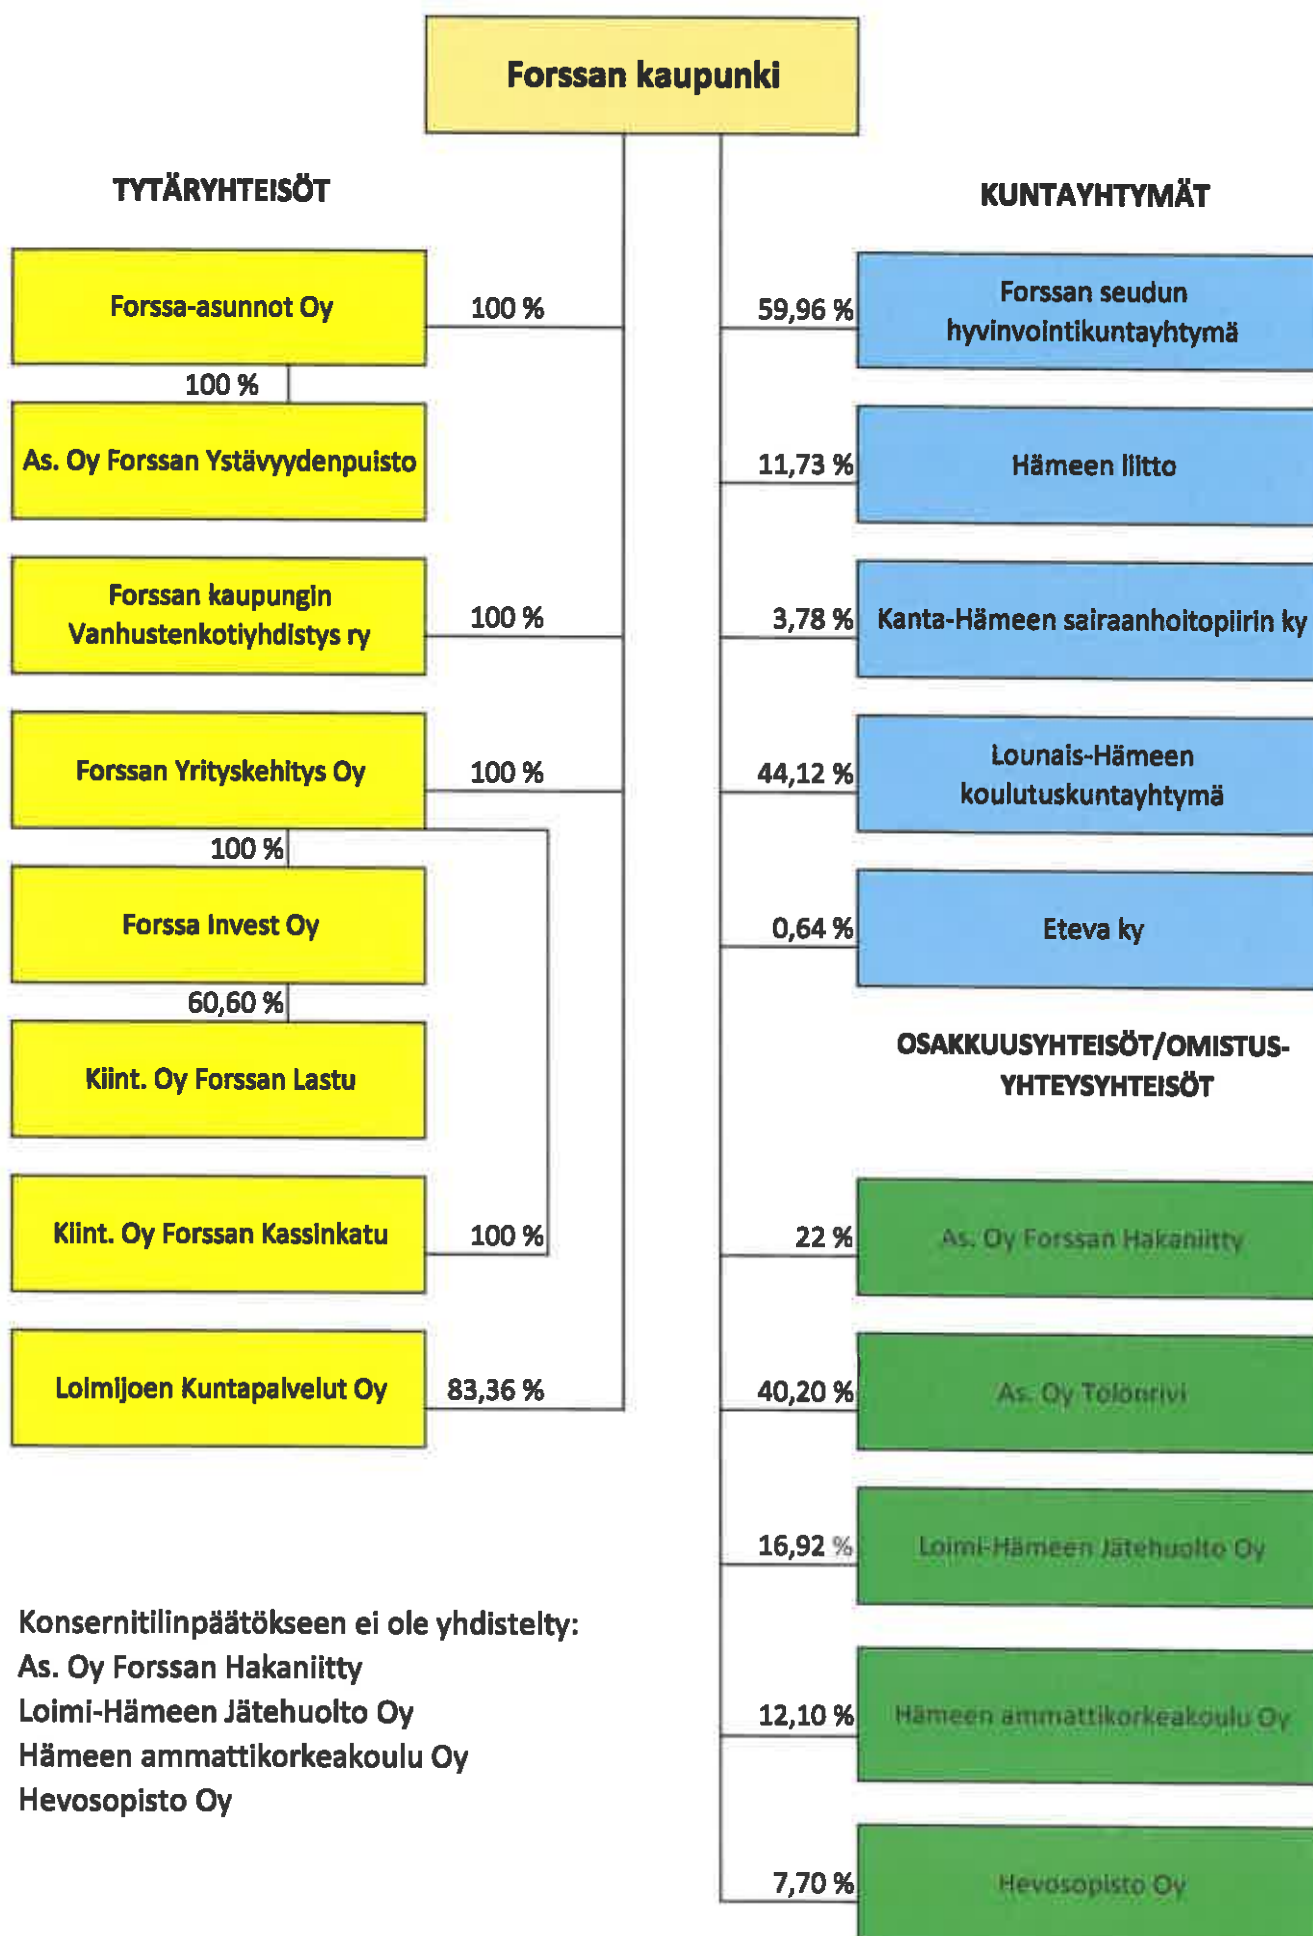 Forssan kaupunki
TYTÄRYHTEISÖT
Forssa-asunnot Oy
100 %
100 %
As. Oy Forssan Ystävyydenpuisto
Forssan kaupungin
Vanhustenkotiyhdistys ry
100 %
Forssan Yrityskehitys Oy
100 %
100 %
Forssa Invest Oy
60,60 %
Kiint. Oy Forssan Lastu
Kiint. Oy Forssan Kassinkatu
100 %
Loimijoen Kuntapalvelut Oy
83,36 %
KUNTAYHTYMÄT
59,96 %
Forssan seudun
hyvinvointikuntayhtymä
11,73 %
Hämeen liitto
3,78 %
Kanta-Hämeen sairaanhoitopiirin ky
44,12 %
Lounais-Hämeen
koulutuskuntayhtymä
0,64 %
Eteva ky
OSAKKUUSYHTEISÖT/OMISTUS-
YHTEYSYHTEISÖT
22 %
As. Oy Forssan Hakaniitty
40,20 %
As. Oy Tölönrivi
16,92 %
Loimi-Hämeen Jätehuolto Oy
12,10 %
Hämeen ammattikorkeakoulu Oy
7,70 %
Hevosopisto Oy
Konsernitilinpäätökseen ei ole yhdistelty:
As. Oy Forssan Hakaniitty
Loimi-Hämeen Jätehuolto Oy
Hämeen ammattikorkeakoulu Oy
Hevosopisto Oy